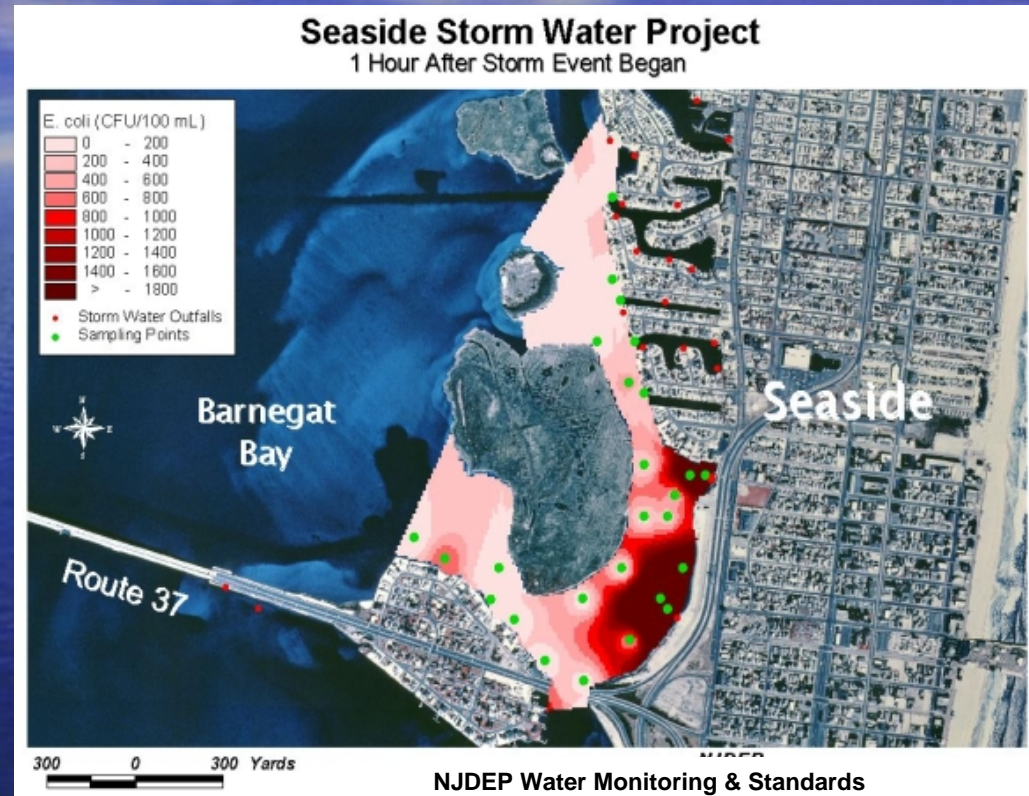 Seaside Storm Water Project
1 Hour After Storm Event Began
E. coli (CFU/100 mL)
0 - 200
200 - 400
400 - 600
600 - 800
800 - 1000
1000 - 1200
1200 - 1400
1400 - 1600
> - 1800
Storm Water Outfalls
Sampling Points
N
W E
S
Barnegat
Bay
Seaside
Route 37
300 0 300 Yards
NJDEP
NJDEP Water Monitoring & Standards